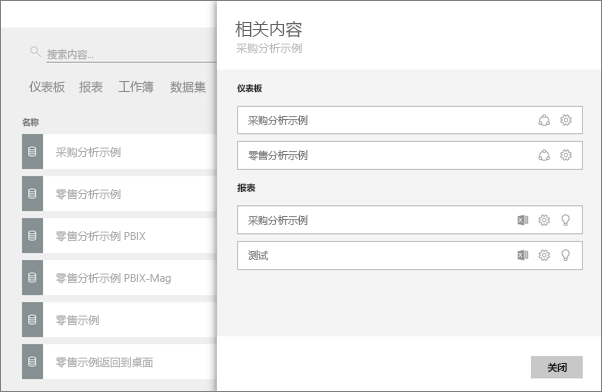 搜索内容...
仪表板 报表 工作簿 数据集
名称
采购分析示例
零售分析示例
零售分析示例 PBIX
零售分析示例 PBIX-Mag
零售示例
零售示例返回到桌面
相关内容
采购分析示例
仪表板
采购分析示例
零售分析示例
报表
采购分析示例
测试
关闭